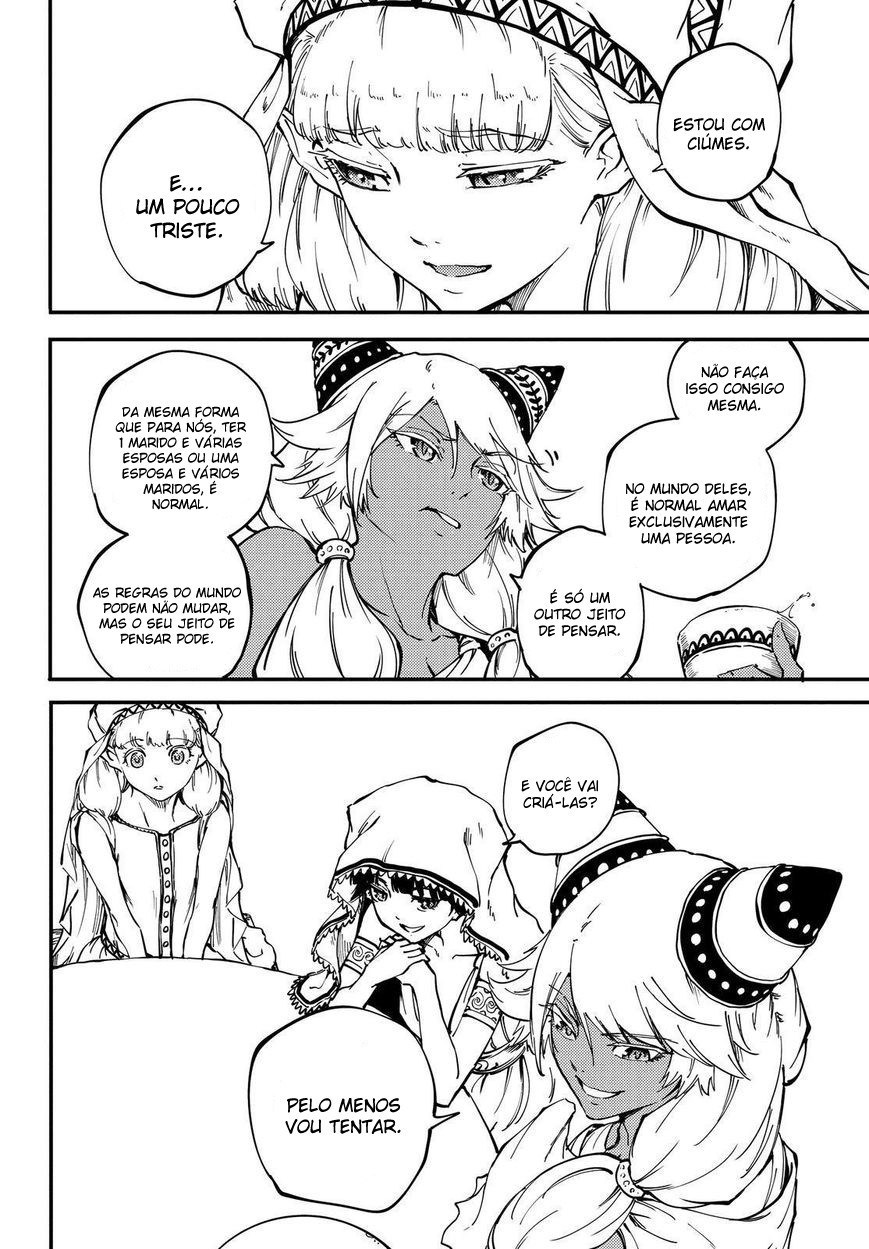 ESTOU COM
CIÚMES.
E...
UM POUCO
TRISTE.
NÃO FAÇA
ISSO CONSIGO
MESMA.
NO MUNDO DELES,
É NORMAL AMAR
EXCLUSIVAMENTE
UMA PESSOA.
É SÓ UM
OUTRO JEITO
DE PENSAR.
DA MESMA FORMA
QUE PARA NÓS, TER
1 MARIDO E VÁRIAS
ESPOSAS OU UMA
ESPOSA E VÁRIOS
MARIDOS, É
NORMAL.
AS REGRAS DO MUNDO
PODEM NÃO MUDAR,
MAS O SEU JEITO DE
PENSAR PODE.
E VOCÊ VAI
CRIÁ-LAS?
PELO MENOS
VOU TENTAR.